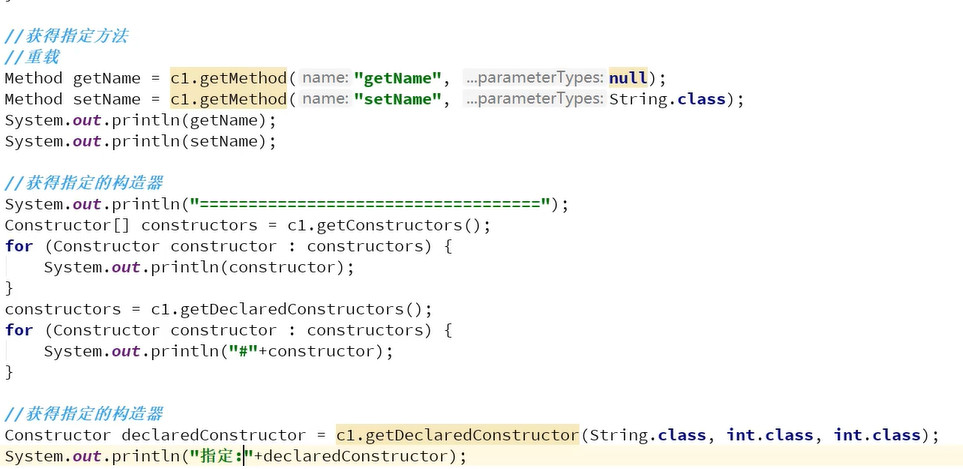 }
//获得指定方法
//重载
Method getName = c1.getMethod( name: "getName", ...parameterTypes: null);
Method setName = c1.getMethod( name: "setName", ...parameterTypes: String.class);
System.out.println(getName);
System.out.println(setName);
//获得指定的构造器
System.out.println("===================================");
Constructor[] constructors = c1.getConstructors();
for (Constructor constructor : constructors) {
System.out.println(constructor);
}
constructors = c1.getDeclaredConstructors();
for (Constructor constructor : constructors) {
System.out.println("#"+constructor);
}
//获得指定的构造器
Constructor declaredConstructor = c1.getDeclaredConstructor(String.class, int.class, int.class);
System.out.println("指定:"+declaredConstructor);